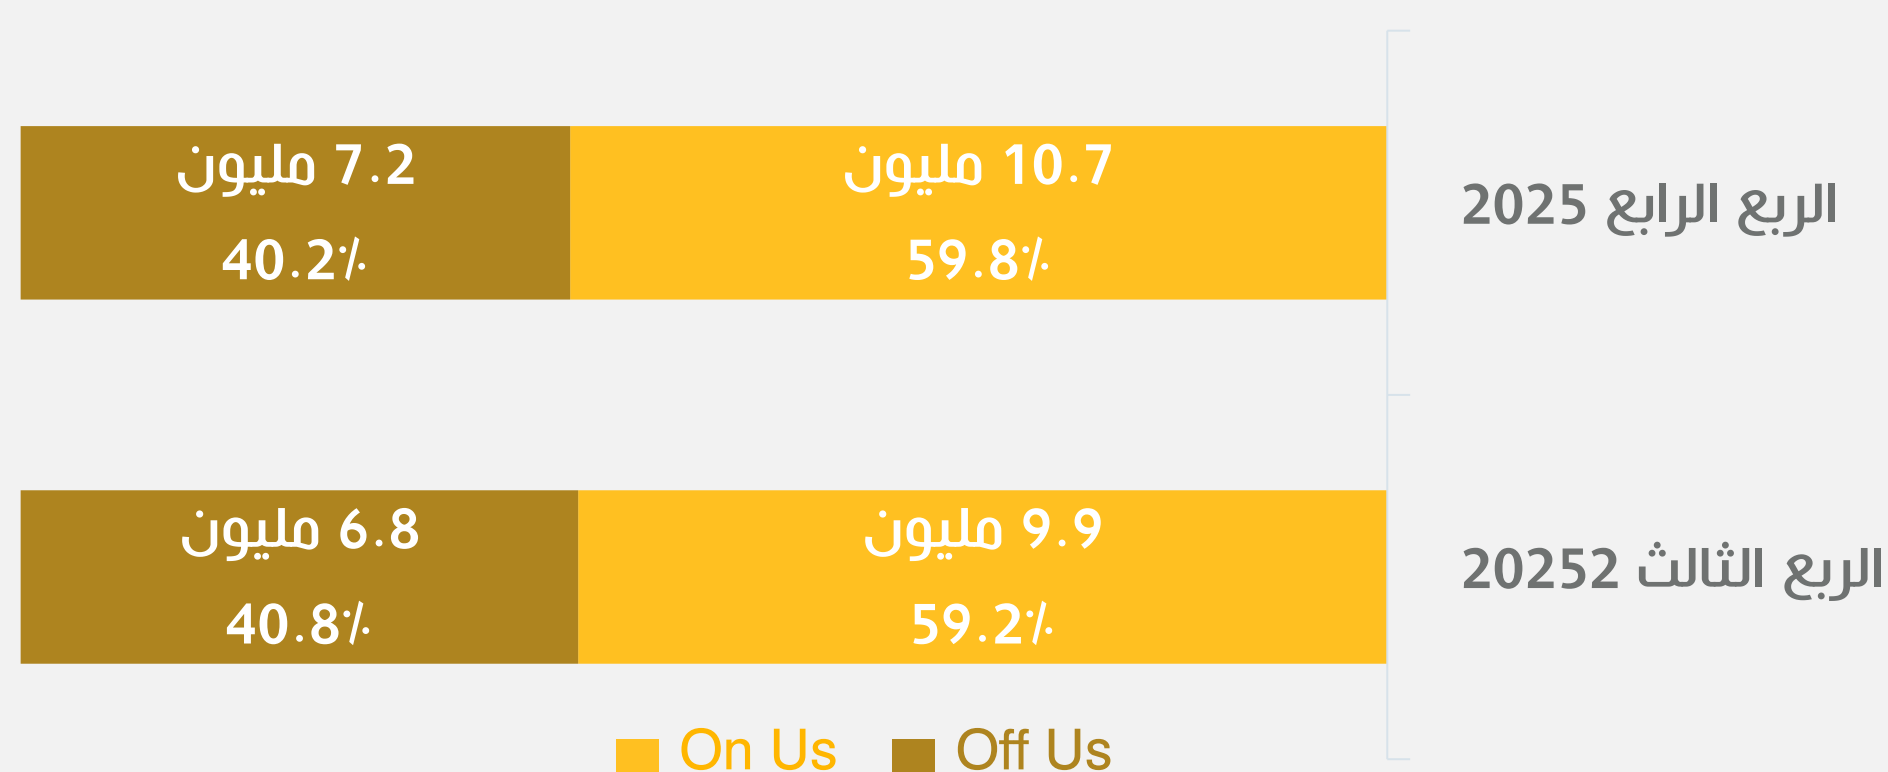 الربع الرابع 2025
10.7 مليون
59.8٪
7.2 مليون
40.2٪
الربع الثالث 20252
9.9 مليون
59.2٪
6.8 مليون
40.8٪
On Us
Off Us